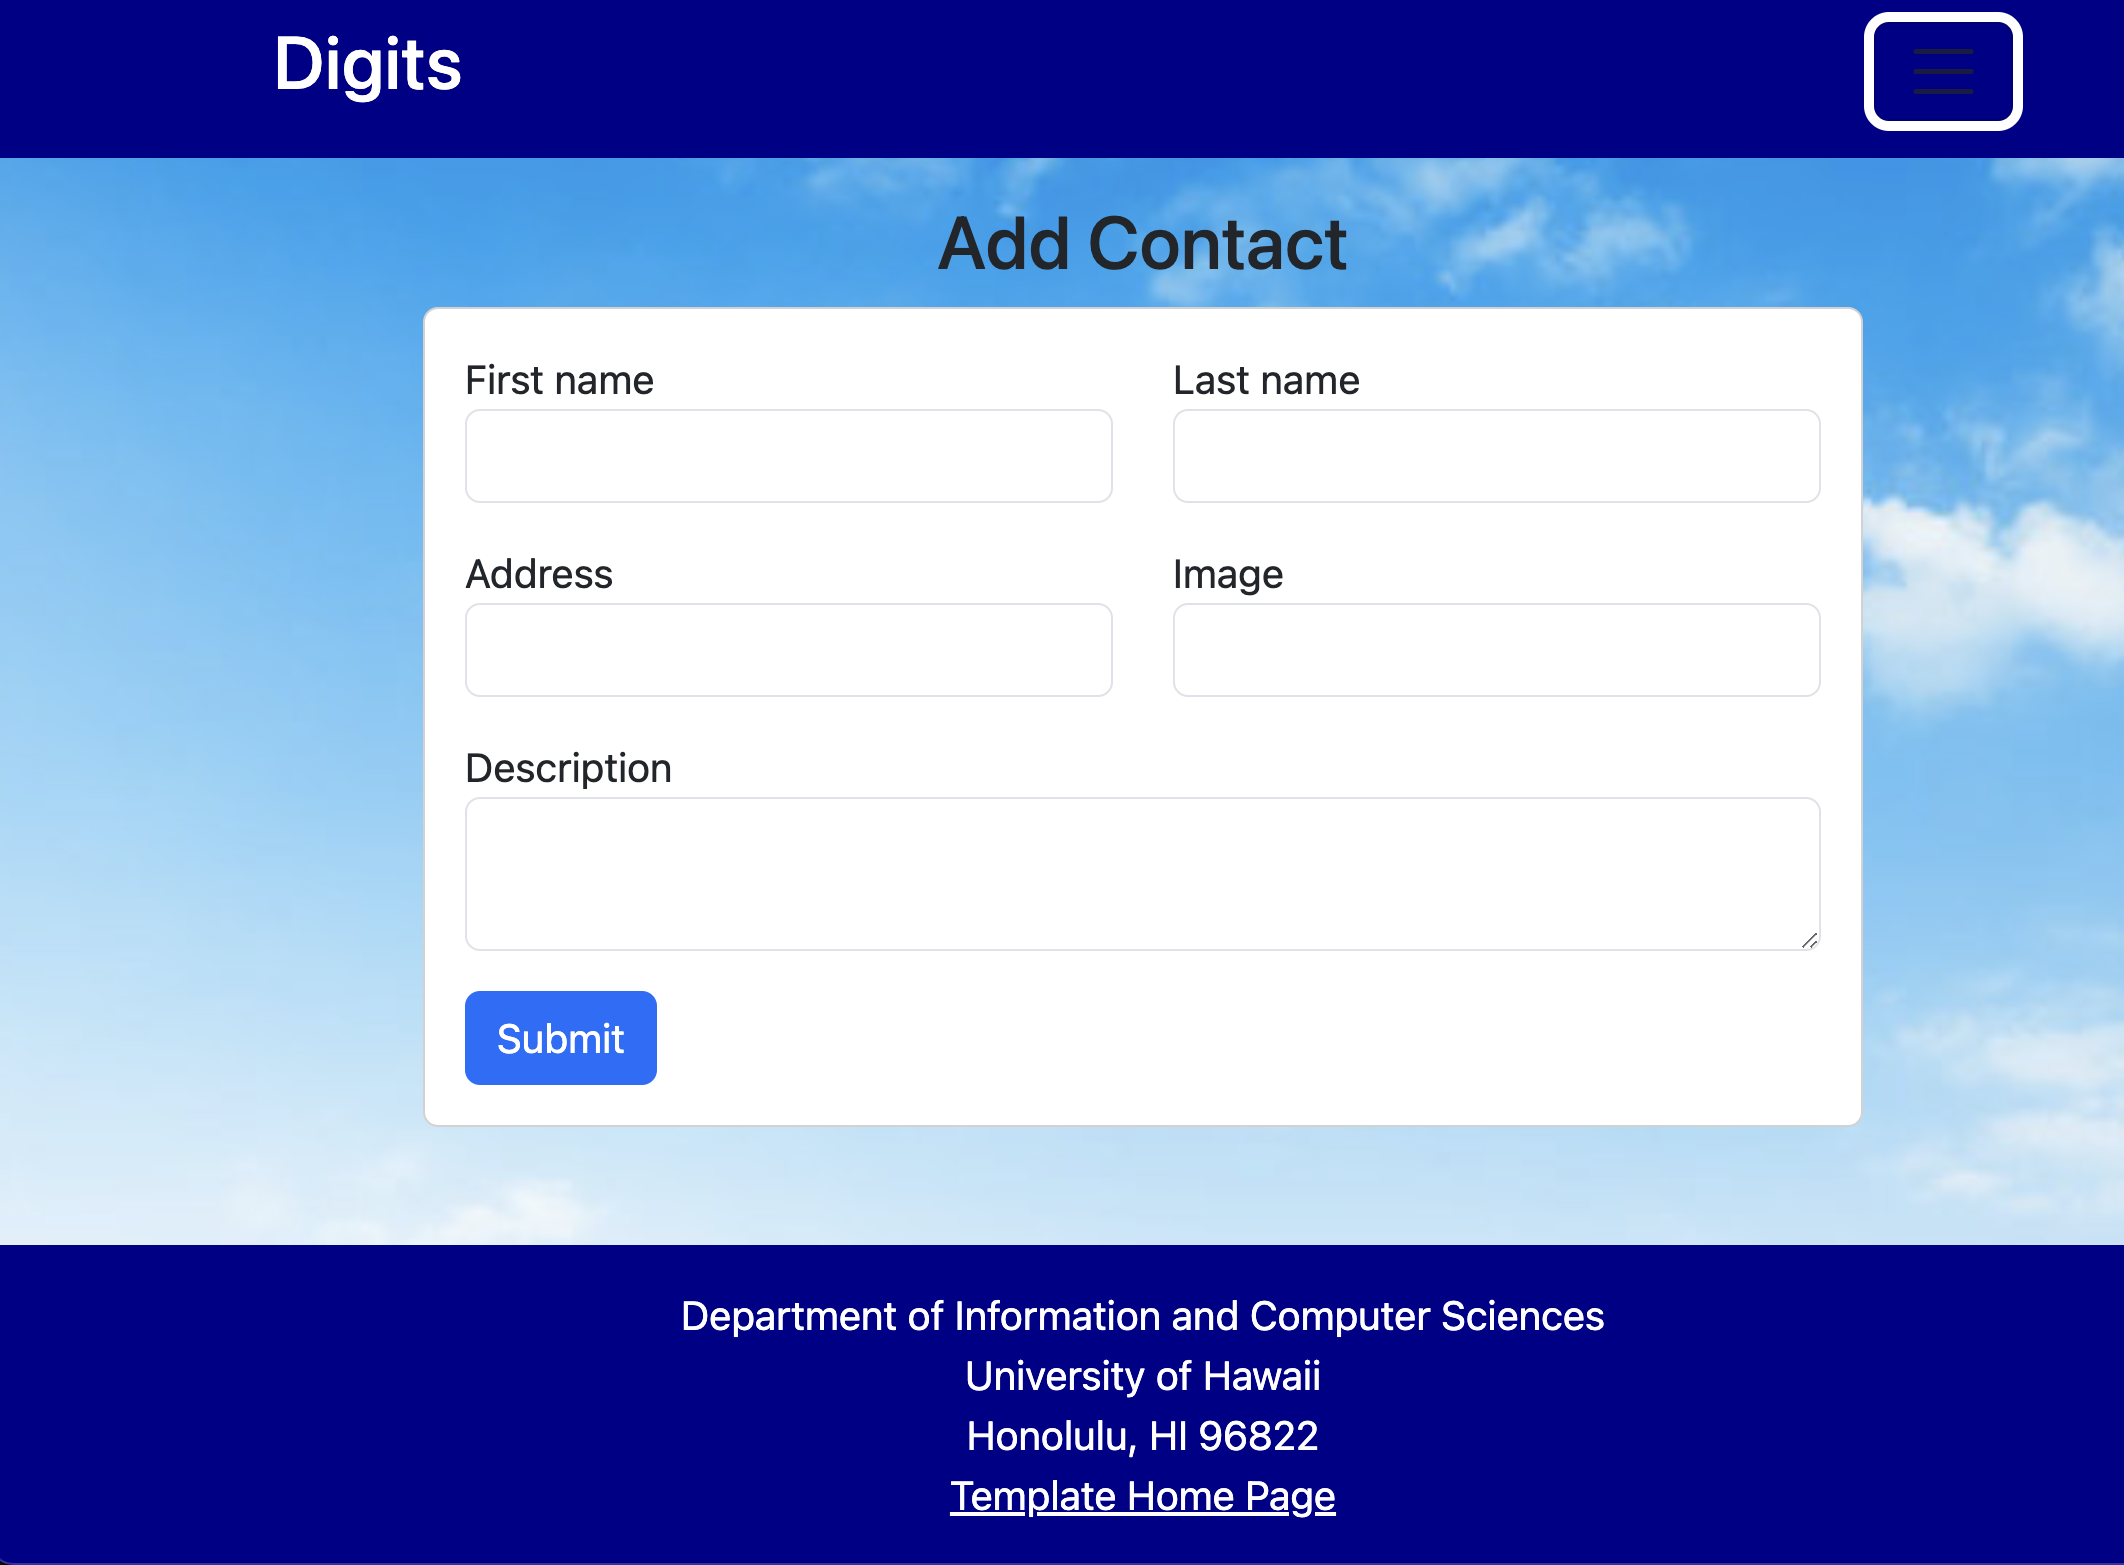 Digits
Add Contact
First name
Last name
Address
Image
Description
Submit
Department of Information and Computer Sciences
University of Hawaii
Honolulu, HI 96822
Template Home Page